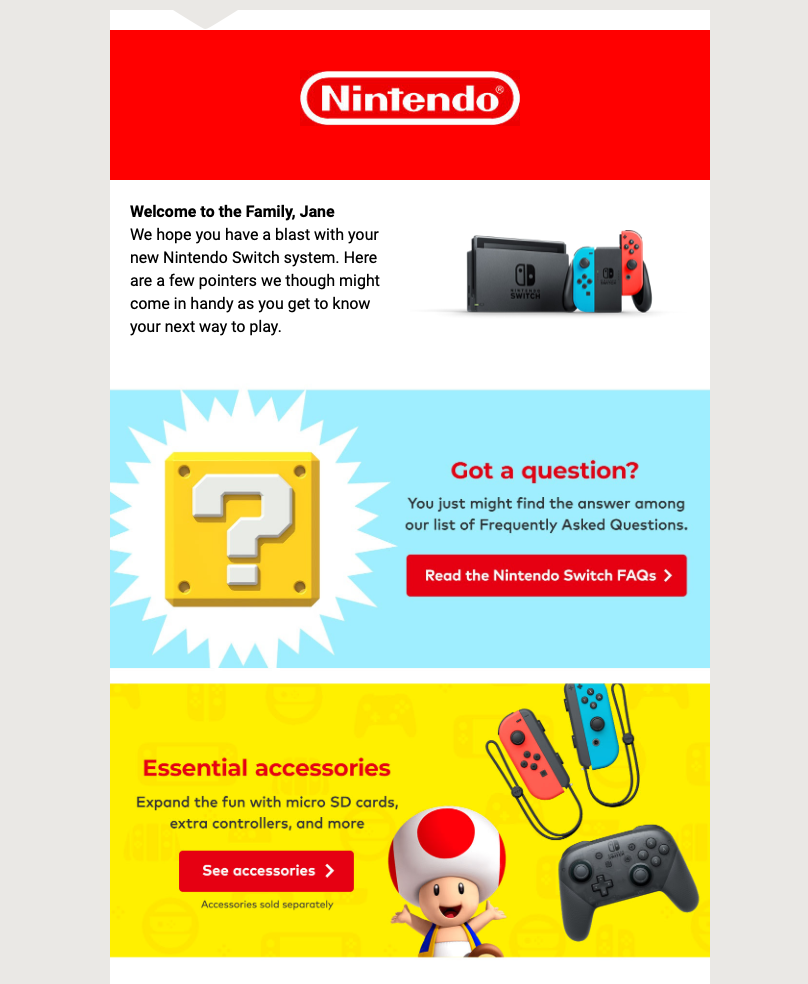 Nintendo®
Welcome to the Family, Jane
We hope you have a blast with your
new Nintendo Switch system. Here
are a few pointers we though might
come in handy as you get to know
your next way to play.
NINTENDO
SWITCH
?
Got a question?
You just might find the answer among
our list of Frequently Asked Questions.
Read the Nintendo Switch FAQs
Essential accessories
Expand the fun with micro SD cards,
extra controllers, and more
See accessories
Accessories sold separately